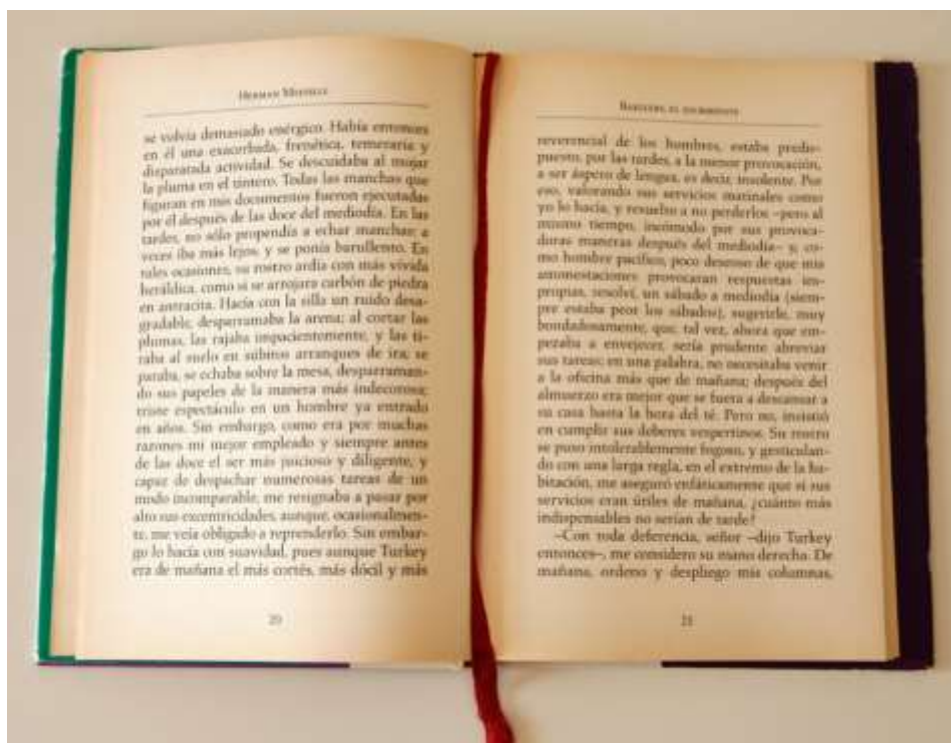 HERMAN MELVILLE
se volvía demasiado enérgico. Había entonces
en él una exacerbada, frenética, temeraria y
disparatada actividad. Se descuidaba al mojar
la pluma en el tintero. Todas las manchas que
figuran en mis documentos fueron ejecutadas
por él después de las doce del mediodía. En las
tardes, no sólo propendía a echar manchas: a
veces iba más lejos, y se ponía barullento. En
tales ocasiones, su rostro ardía con más vívida
heráldica, como si se arrojara carbón de piedra
en antracita. Hacía con la silla un ruido desa-
gradable, desparramaba la arena; al cortar las
plumas, las rajaba impacientemente, y las ti-
raba al suelo en súbitos arranques de ira; se
paraba, se echaba sobre la mesa, desparraman-
do sus papeles de la manera más indecorosa;
triste espectáculo en un hombre ya entrado
en años. Sin embargo, como era por muchas
razones mi mejor empleado y siempre antes
de las doce el ser más juicioso y diligente, y
capaz de despachar numerosas tareas de un
modo incomparable, me resignaba a pasar por
alto sus excentricidades, aunque, ocasionalmen-
te, me veía obligado a reprenderlo. Sin embar-
go lo hacía con suavidad, pues aunque Turkey
era de mañana el más cortés, más dócil y más
20
BARTLEBY, EL ESCRIBIENTE
reverencial de los hombres, estaba predis-
puesto, por las tardes, a la menor provocación,
a ser áspero de lengua, es decir, insolente. Por
eso, valorando sus servicios matinales como
yo lo hacía, y resuelto a no perderlos –pero al
mismo tiempo, incómodo por sus provoca-
doras maneras después del mediodía– y, co-
mo hombre pacífico, poco deseoso de que mis
amonestaciones provocaran respuestas im-
propias, resolví, un sábado a mediodía (siem-
pre estaba peor los sábados), sugerirle, muy
bondadosamente, que, tal vez, ahora que em-
pezaba a envejecer, sería prudente abreviar
sus tareas; en una palabra, no necesitaba venir
a la oficina más que de mañana; después del
almuerzo era mejor que se fuera a descansar a
su casa hasta la hora del té. Pero no, insistió
en cumplir sus deberes vespertinos. Su rostro
se puso intolerablemente fogoso, y gesticulan-
do con una larga regla, en el extremo de la ha-
bitación, me aseguró enfáticamente que si sus
servicios eran útiles de mañana, ¿cuánto más
indispensables no serían de tarde?
–Con toda deferencia, señor –dijo Turkey
entonces–, me considero su mano derecha. De
mañana, ordeno y despliego mis columnas,
21